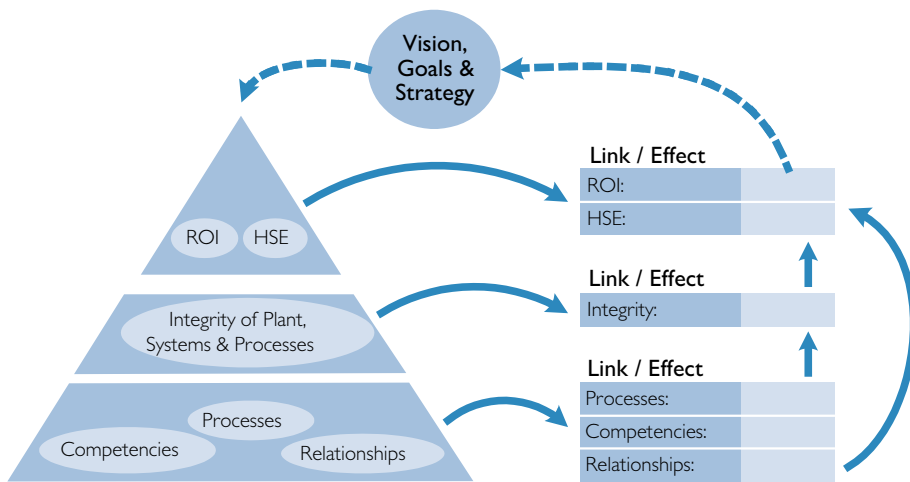 Vision,
Goals &
Strategy
ROI
HSE
Integrity of Plant,
Systems & Processes
Processes
Competencies
Relationships
Link / Effect
ROI:
HSE:
Link / Effect
Integrity:
Link / Effect
Processes:
Competencies:
Relationships: